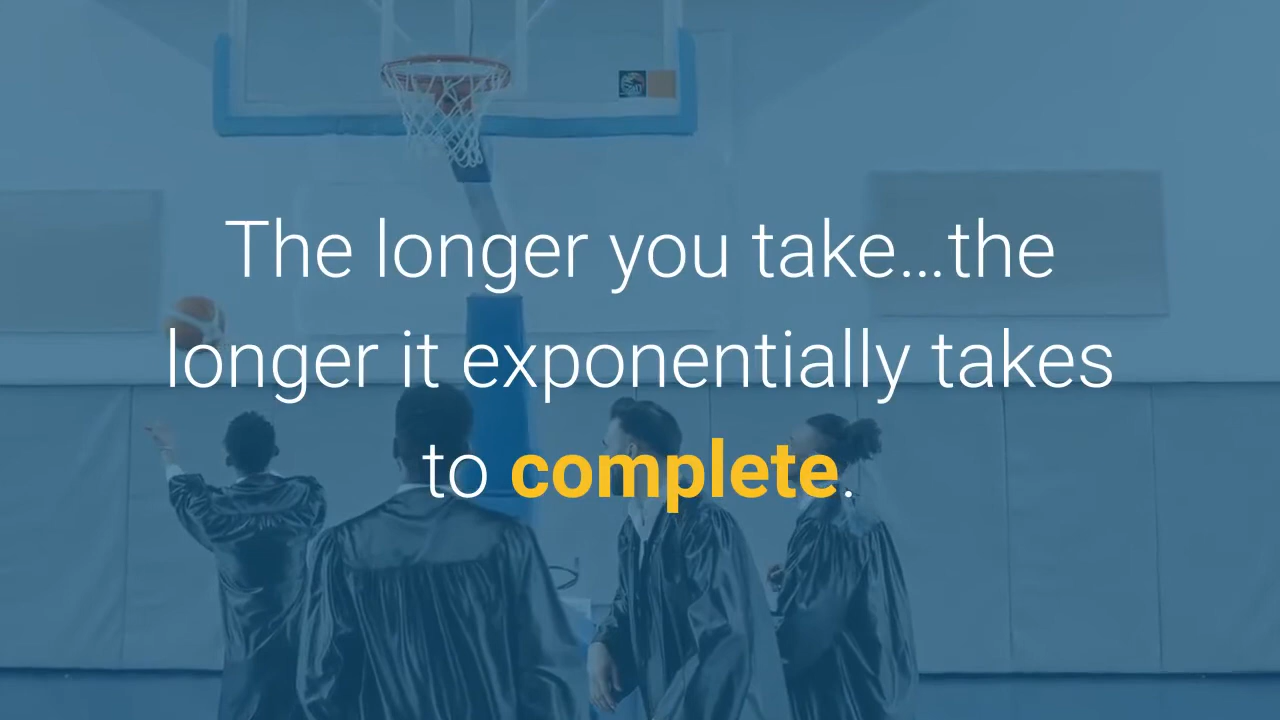 The longer you take...the
longer it exponentially takes
to complete.